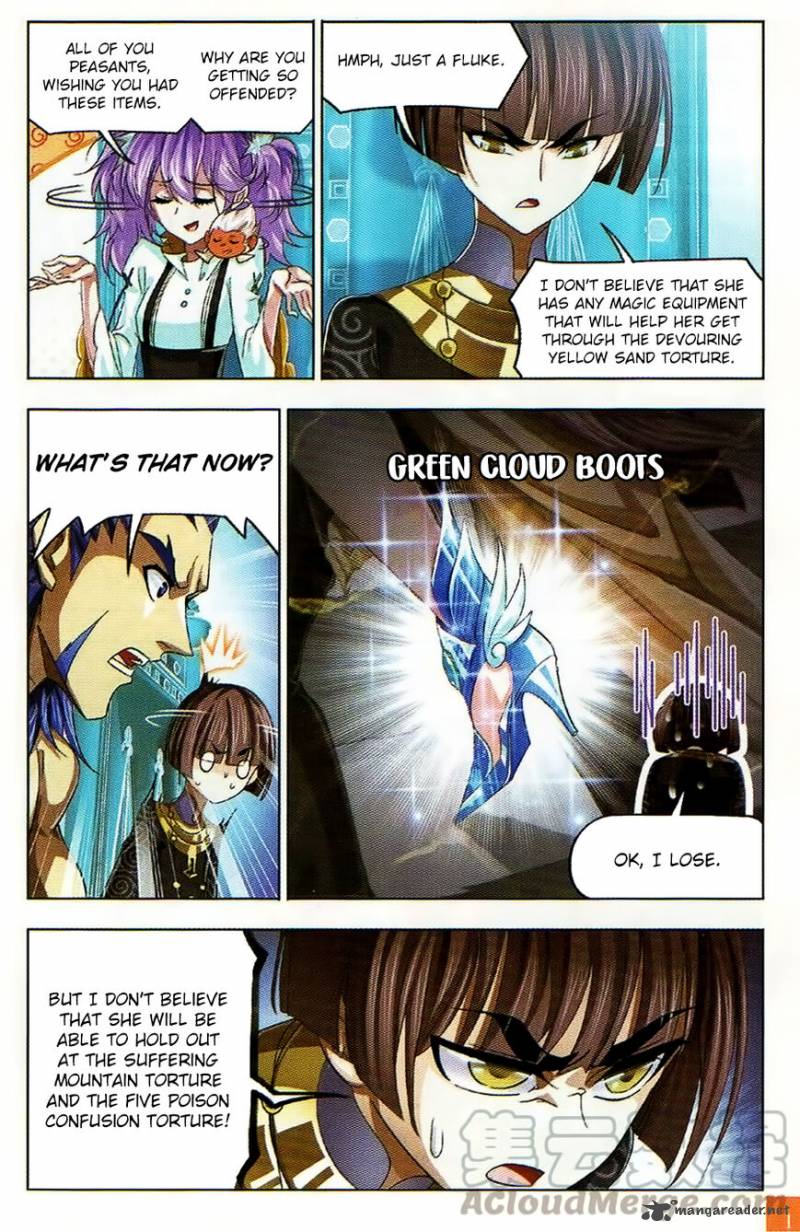 ALL OF YOU
PEASANTS,
WISHING YOU HAD
THESE ITEMS.
WHY ARE YOU
GETTING SO
OFFENDED?
HMPH, JUST A FLUKE.
I DON'T BELIEVE THAT SHE
HAS ANY MAGIC EQUIPMENT
THAT WILL HELP HER GET
THROUGH THE DEVOURING
YELLOW SAND TORTURE.
WHAT'S THAT NOW?
GREEN CLOUD BOOTS
OK, I LOSE.
BUT I DON'T BELIEVE
THAT SHE WILL BE
ABLE TO HOLD OUT
AT THE SUFFERING
MOUNTAIN TORTURE
AND THE FIVE POISON
CONFUSION TORTURE!
集云数据
ACloudMerge.com
mangareader.net